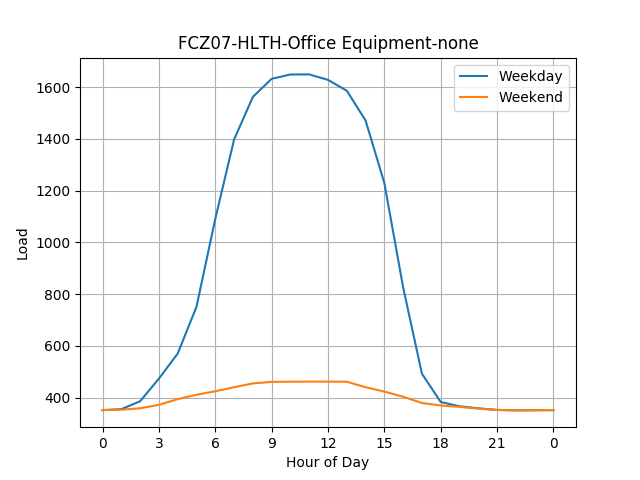 FCZ07-HLTH-Office Equipment-none
Weekday
Weekend
Load
1600
1400
1200
1000
800
600
400
0 3 6 9 12 15 18 21 0
Hour of Day